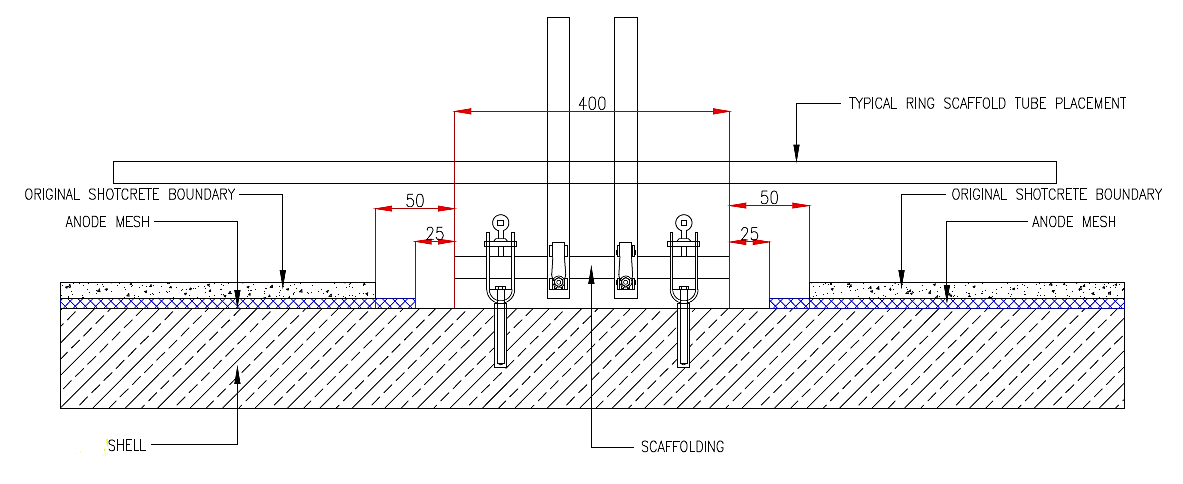 400
TYPICAL RING SCAFFOLD TUBE PLACEMENT
ORIGINAL SHOTCRETE BOUNDARY
50
50
ORIGINAL SHOTCRETE BOUNDARY
ANODE MESH
25
25
ANODE MESH
SHELL
SCAFFOLDING